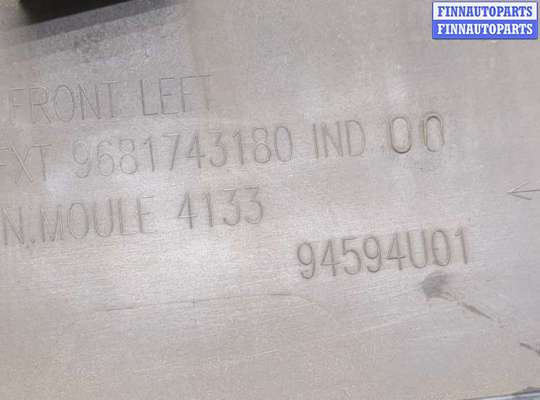 FINNAUTOPARTS
FINNAUTOPARTS
FRONT LEFT
FXT 9681743180 IND 00
N.MOULE 4133
94594U01